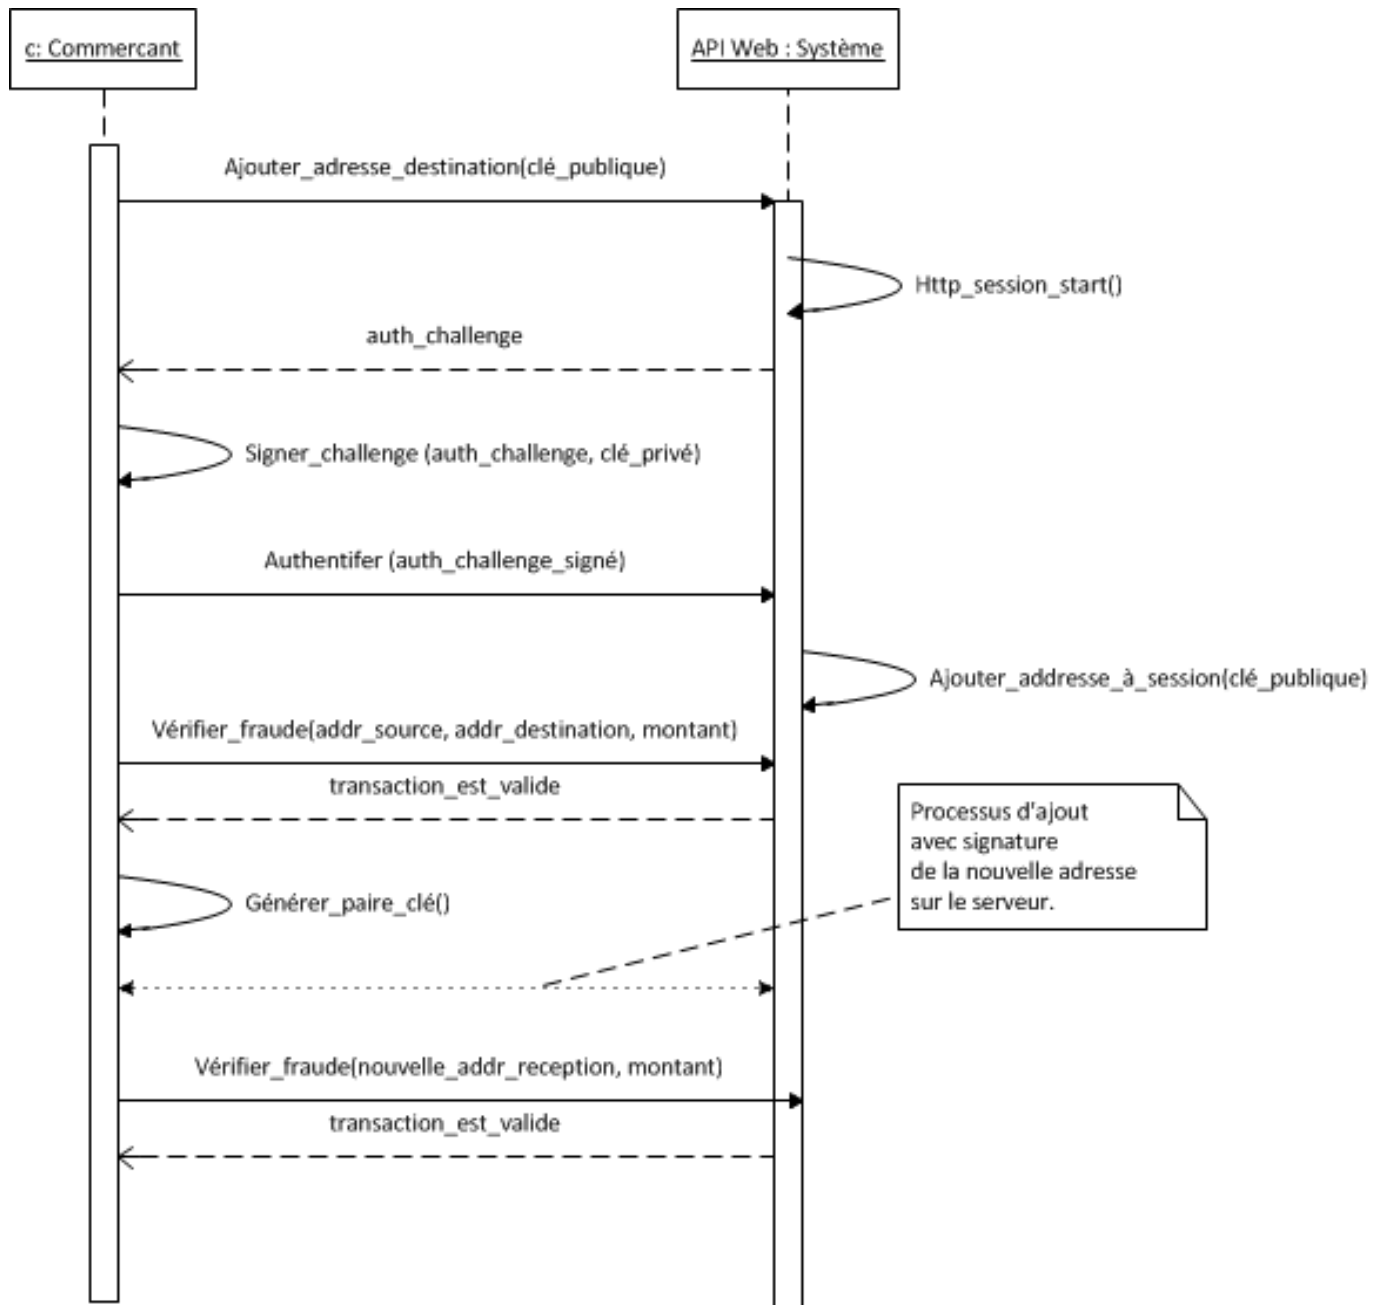 c: Commercant
API Web : Système
Ajouter_adresse_destination(clé_publique)
Http_session_start()
auth_challenge
Signer_challenge (auth_challenge, clé_privé)
Authentifer (auth_challenge_signé)
Ajouter_addresse_à_session(clé_publique)
Vérifier_fraude(addr_source, addr_destination, montant)
transaction_est_valide
Processus d'ajout
avec signature
de la nouvelle adresse
sur le serveur.
Générer_paire_clé()
Vérifier_fraude(nouvelle_addr_reception, montant)
transaction_est_valide